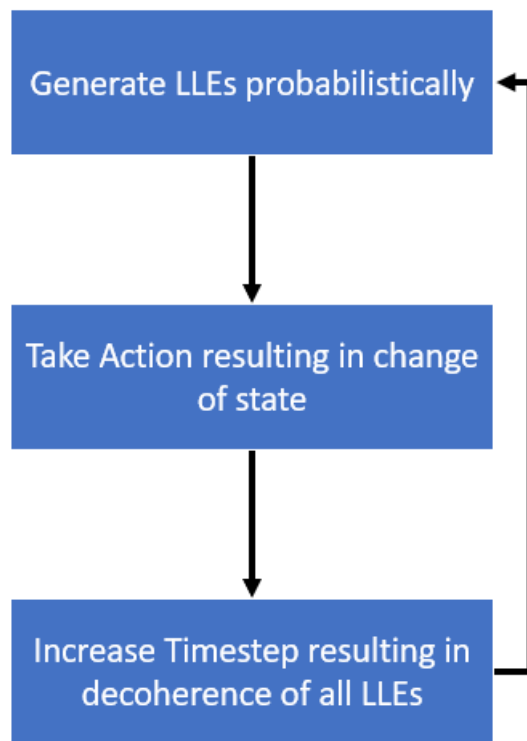 Generate LLEs probabilistically
Take Action resulting in change
of state
Increase Timestep resulting in
decoherence of all LLEs